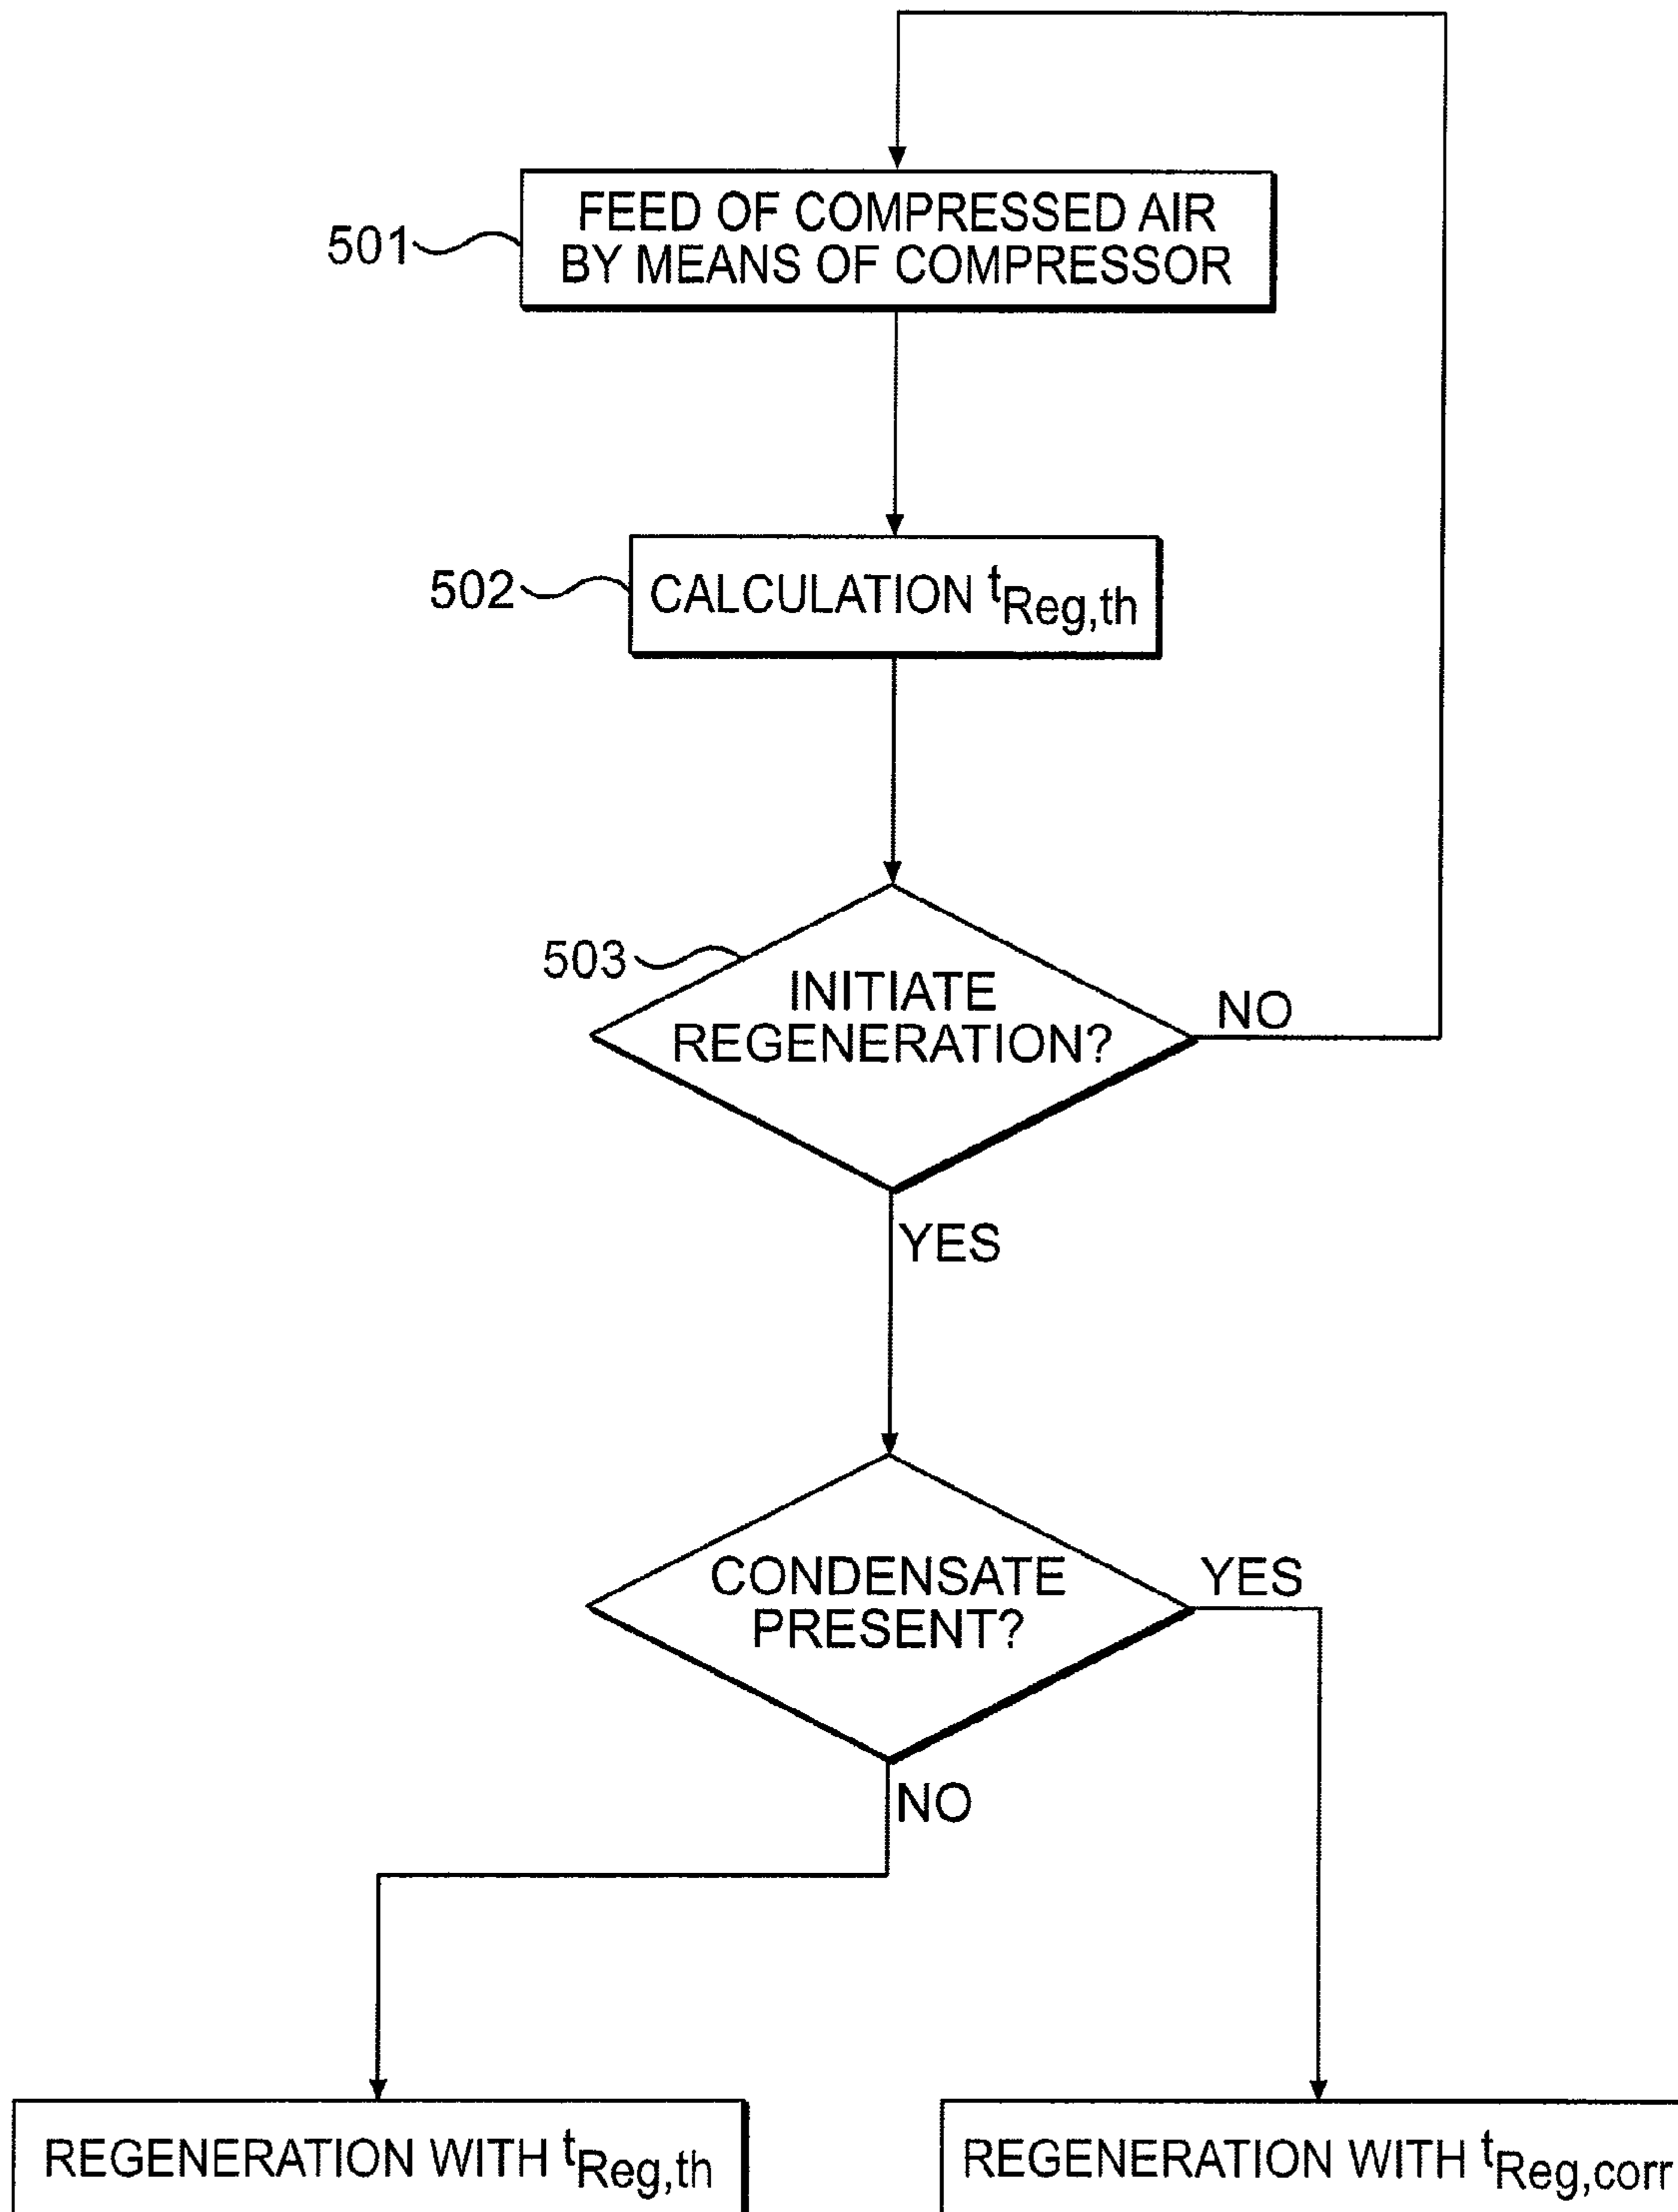 FEED OF COMPRESSED AIR
BY MEANS OF COMPRESSOR
501
502
CALCULATION tReg,th
503
INITIATE
REGENERATION?
NO
YES
CONDENSATE
PRESENT?
YES
NO
REGENERATION WITH tReg,th
REGENERATION WITH tReg,corr